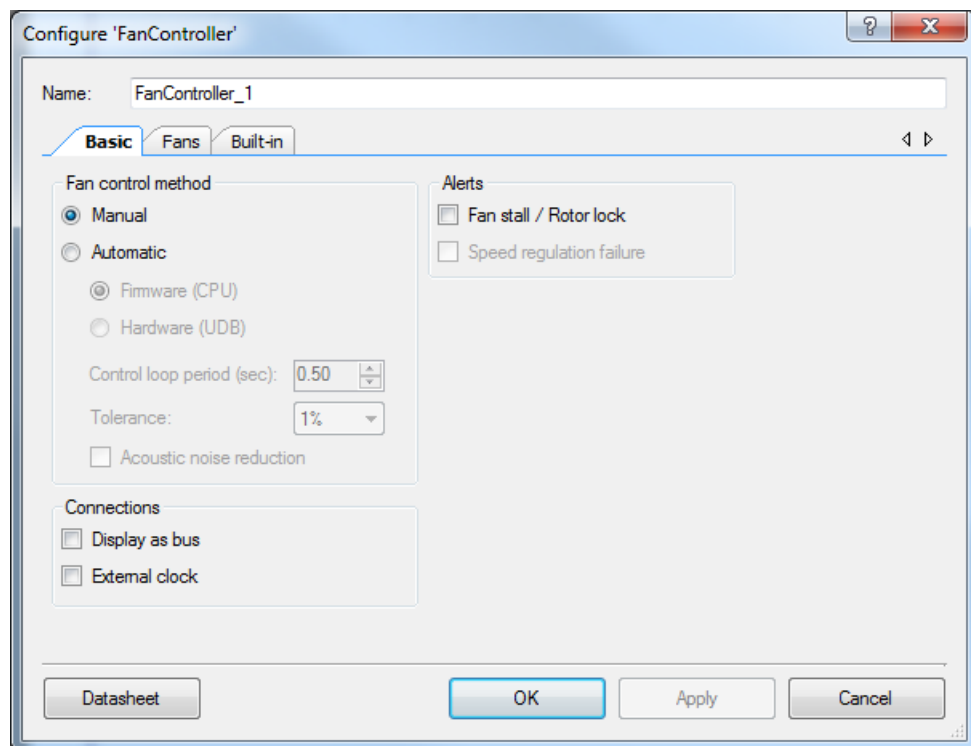 Configure 'FanController'
Name: FanController_1
Basic Fans Built-in
Fan control method
Manual
Automatic
Firmware (CPU)
Hardware (UDB)
Control loop period (sec): 0.50
Tolerance: 1%
Acoustic noise reduction
Alerts
Fan stall / Rotor lock
Speed regulation failure
Connections
Display as bus
External clock
Datasheet OK Apply Cancel